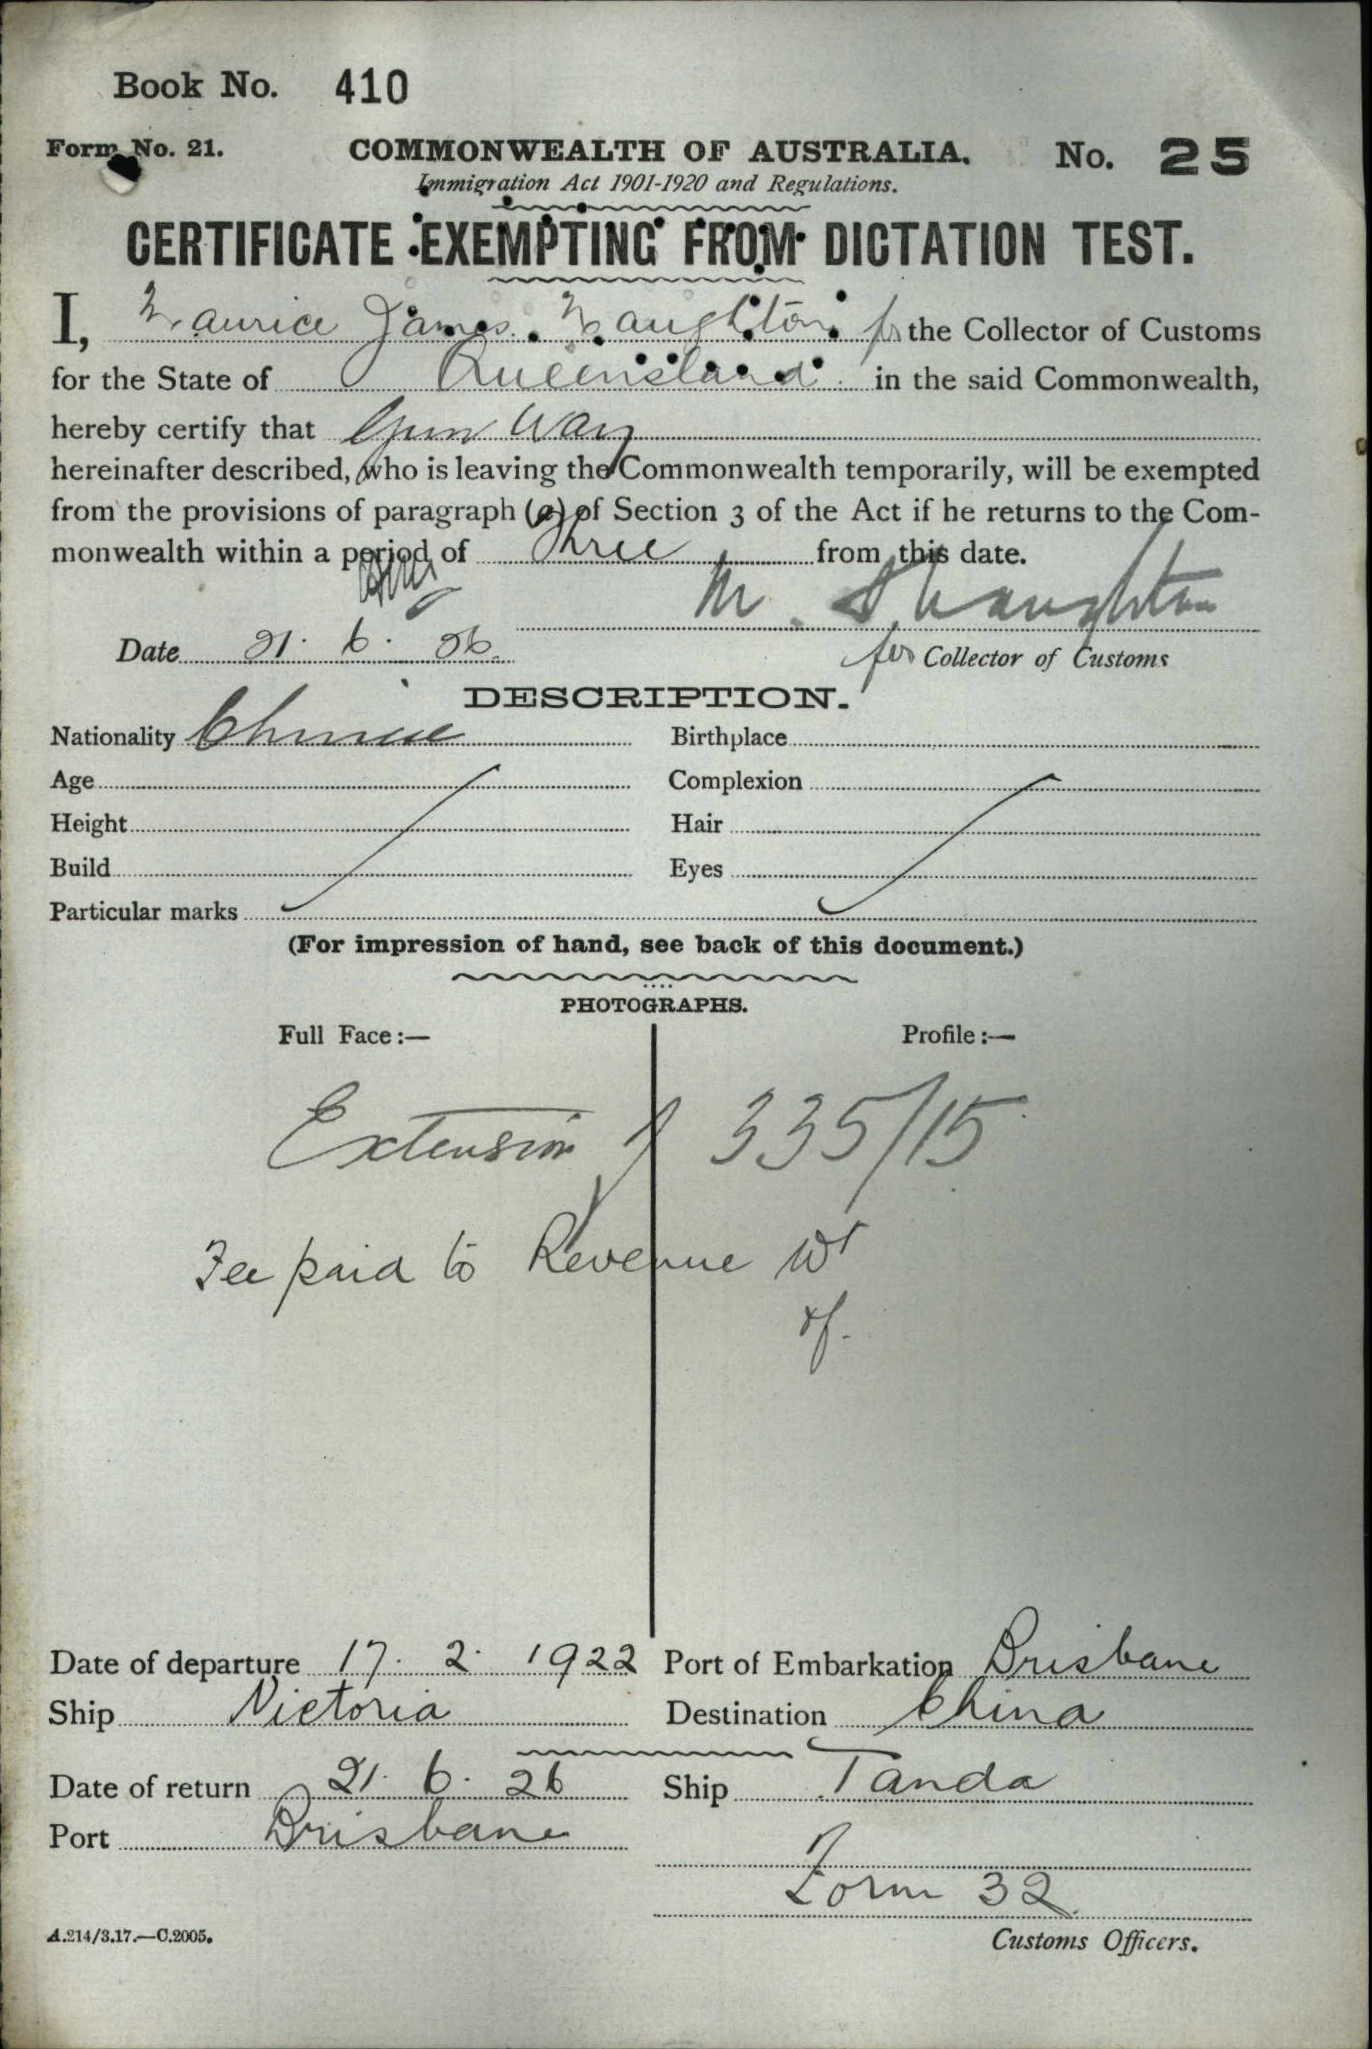 Book No. 410
Form No. 21. COMMONWEALTH OF AUSTRALIA. No. 25
Immigration Act 1901-1920 and Regulations.
CERTIFICATE EXEMPTING FROM DICTATION TEST.
I, Maurice James Naughton for the Collector of Customs
for the State of Queensland in the said Commonwealth,
hereby certify that Gun Way
hereinafter described, who is leaving the Commonwealth temporarily, will be exempted
from the provisions of paragraph (a) of Section 3 of the Act if he returns to the Com-
monwealth within a period of Three from this date.
M. J. Naughton
Date 21. 6. 26. for Collector of Customs
DESCRIPTION.
Nationality Chinese Birthplace
Age Complexion
Height Hair
Build Eyes
Particular marks
(For impression of hand, see back of this document.)
PHOTOGRAPHS.
Full Face:— Profile:—
Extension of 335/15
Fee paid to Revenue
Date of departure 17. 2. 1922 Port of Embarkation Brisbane
Ship Victoria Destination China
Date of return 21. 6. 26 Ship Tanda
Port Brisbane
Form 32
A.214/3.17.—C.2005. Customs Officers.